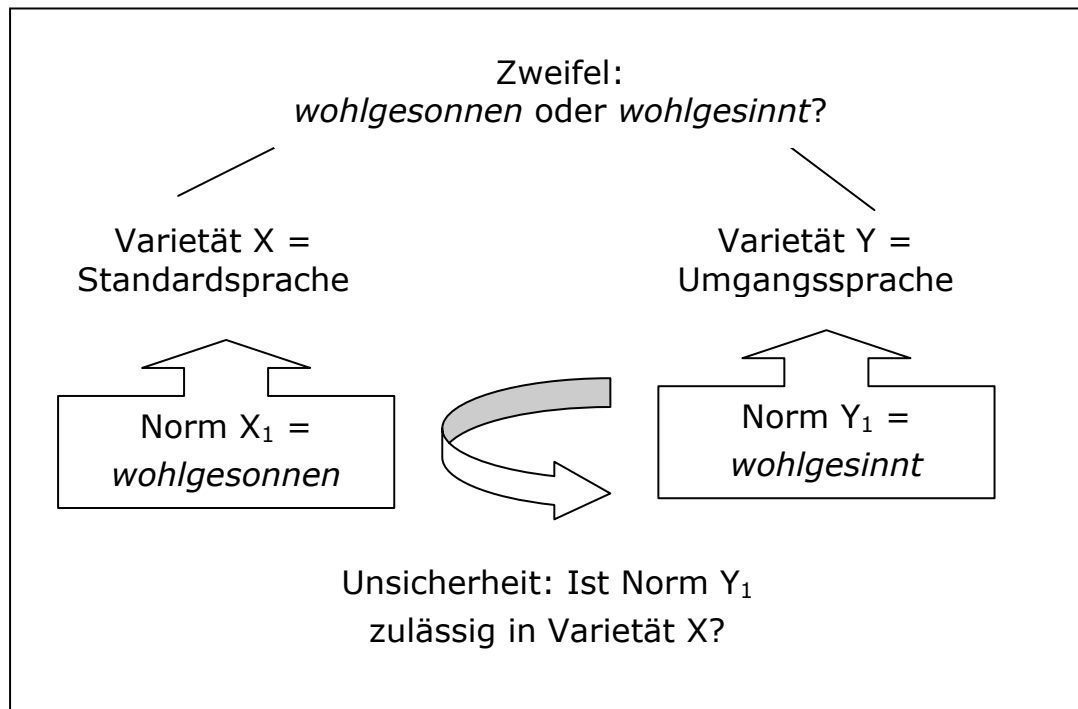 Zweifel:
wohlgesonnen oder wohlgesinnt?
Varietät X =
Standardsprache
Varietät Y =
Umgangssprache
Norm X₁ =
wohlgesonnen
Norm Y₁ =
wohlgesinnt
Unsicherheit: Ist Norm Y₁
zulässig in Varietät X?